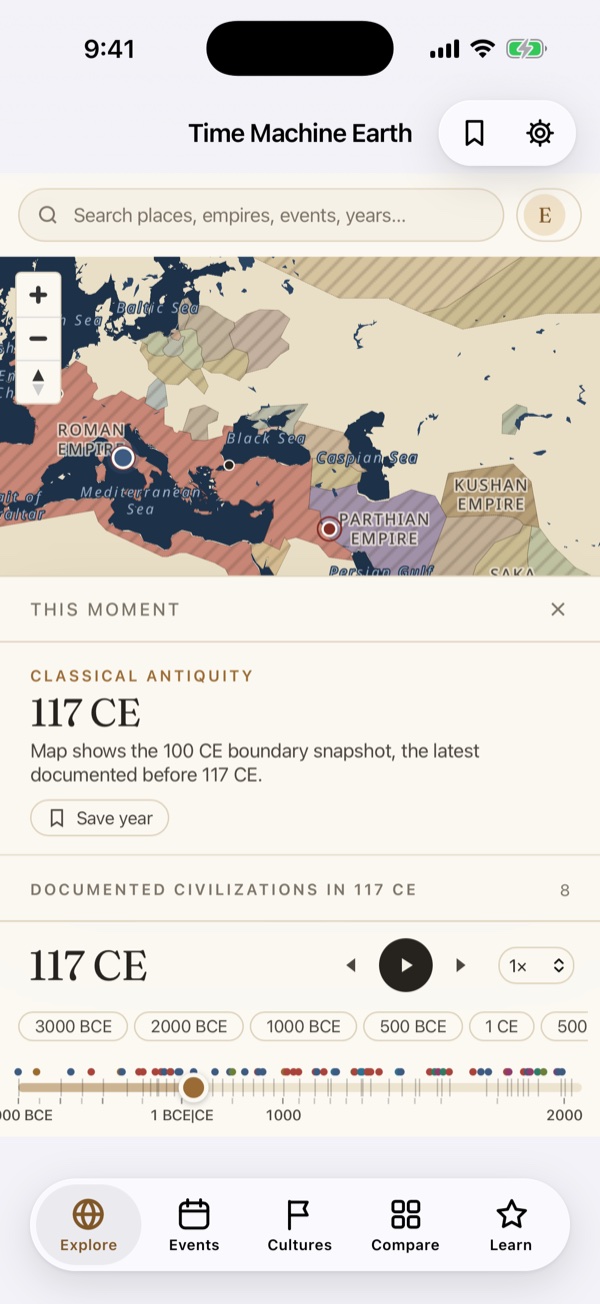 9:41
Time Machine Earth
Search places, empires, events, years...
E
Baltic Sea
Sea
ROMAN
EMPIRE
Black Sea
Caspian Sea
Mediterranean
Sea
PARTHIAN
EMPIRE
KUSHAN
EMPIRE
Persian Gulf
SAKA
THIS MOMENT
CLASSICAL ANTIQUITY
117 CE
Map shows the 100 CE boundary snapshot, the latest
documented before 117 CE.
Save year
DOCUMENTED CIVILIZATIONS IN 117 CE
8
117 CE
1×
3000 BCE
2000 BCE
1000 BCE
500 BCE
1 CE
500
000 BCE
1 BCE|CE
1000
2000
Explore
Events
Cultures
Compare
Learn